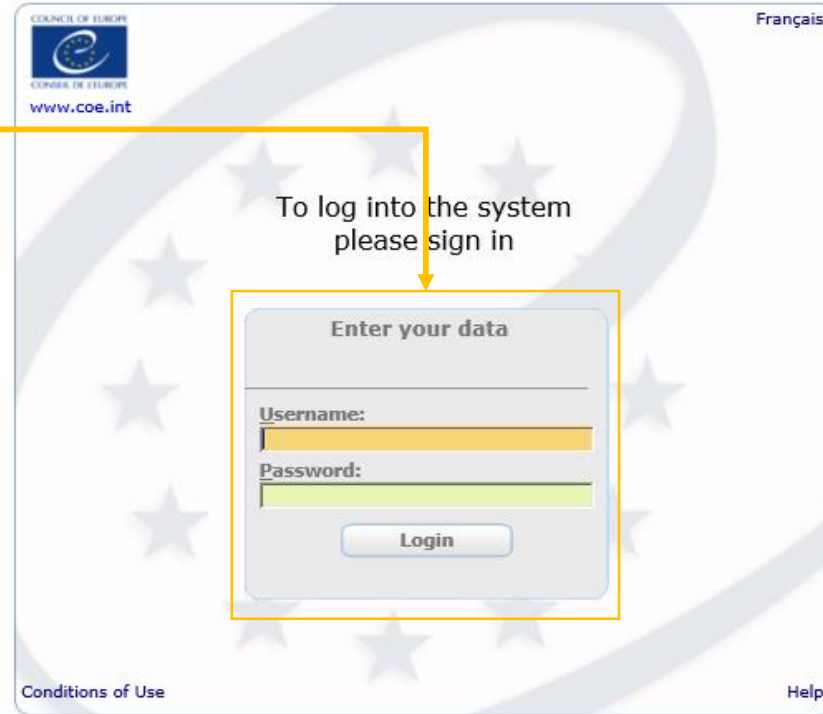 COUNCIL OF EUROPE
Français
CONSEIL DE L'EUROPE
www.coe.int
To log into the system
please sign in
Enter your data
Username:
Password:
Login
Conditions of Use
Help